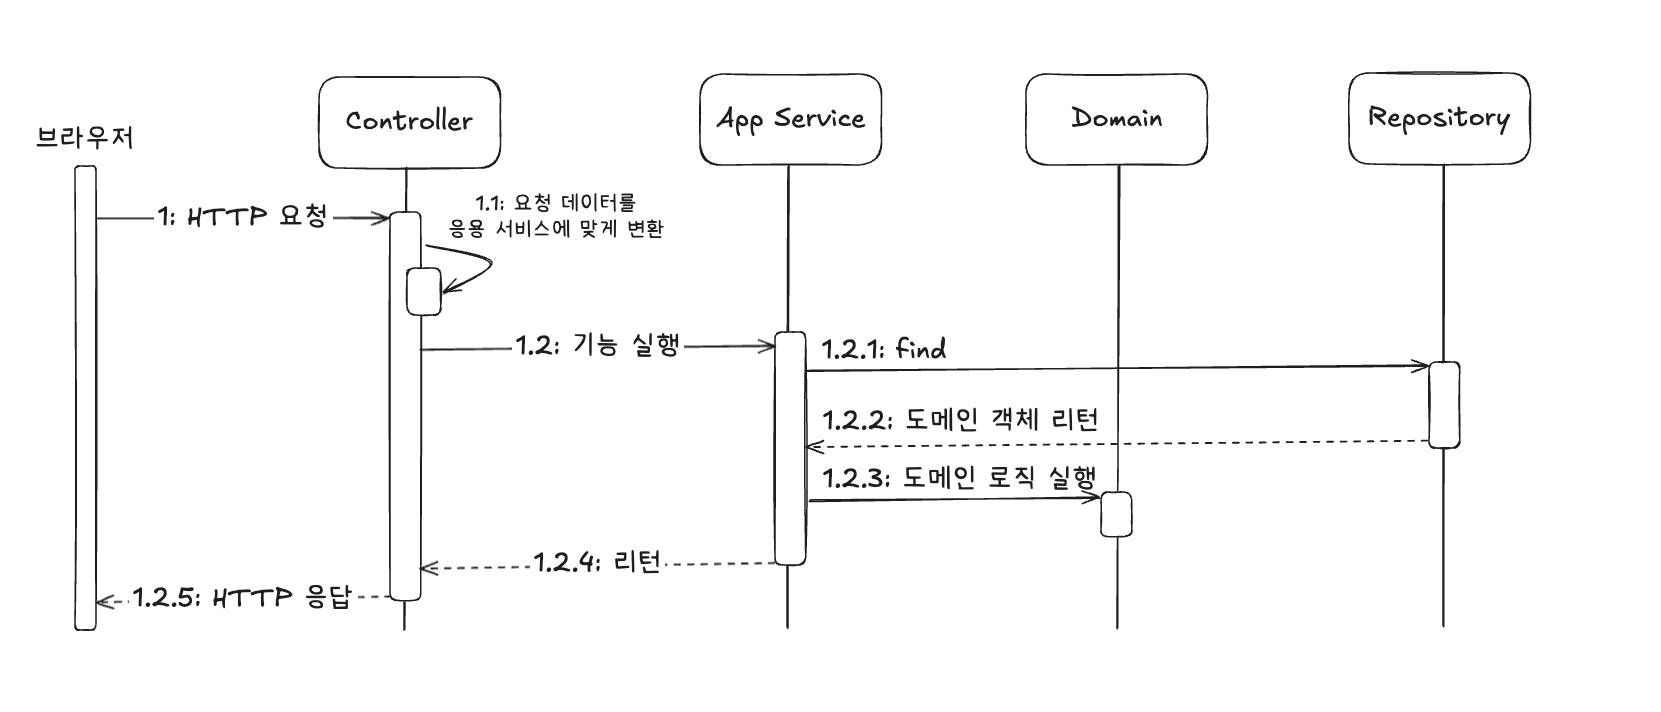 브라우저
Controller
App Service
Domain
Repository
1: HTTP 요청
1.1: 요청 데이터를
응용 서비스에 맞게 변환
1.2: 기능 실행
1.2.1: find
1.2.2: 도메인 객체 리턴
1.2.3: 도메인 로직 실행
1.2.4: 리턴
1.2.5: HTTP 응답